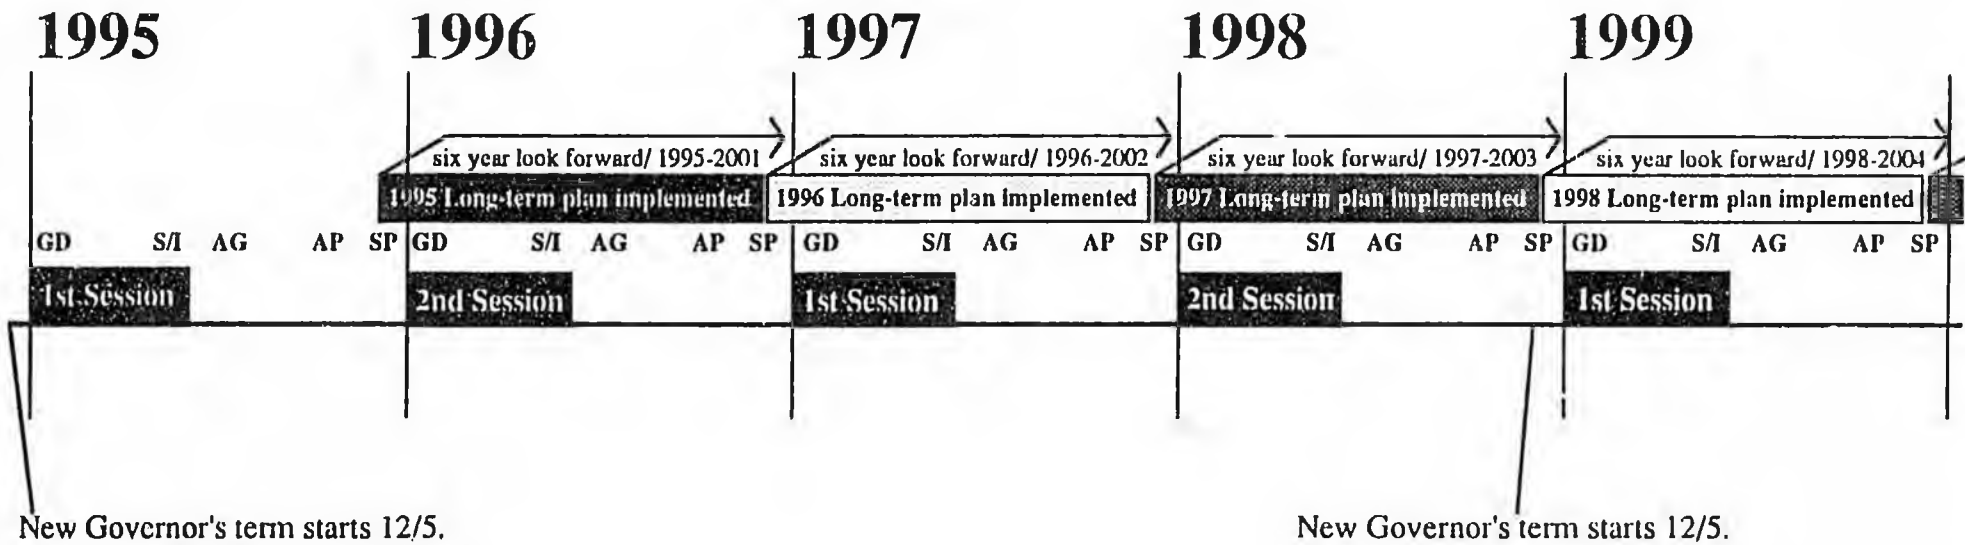 1995 1996 1997 1998 1999
six year look forward/ 1995-2001 six year look forward/ 1996-2002 six year look forward/ 1997-2003 six year look forward/ 1998-2004
1995 Long-term plan implemented 1996 Long-term plan implemented 1997 Long-term plan implemented 1998 Long-term plan implemented
GD S/I AG AP SP GD S/I AG AP SP GD S/I AG AP SP GD S/I AG AP SP GD S/I AG AP SP
1st Session 2nd Session 1st Session 2nd Session 1st Session
New Governor's term starts 12/5. New Governor's term starts 12/5.